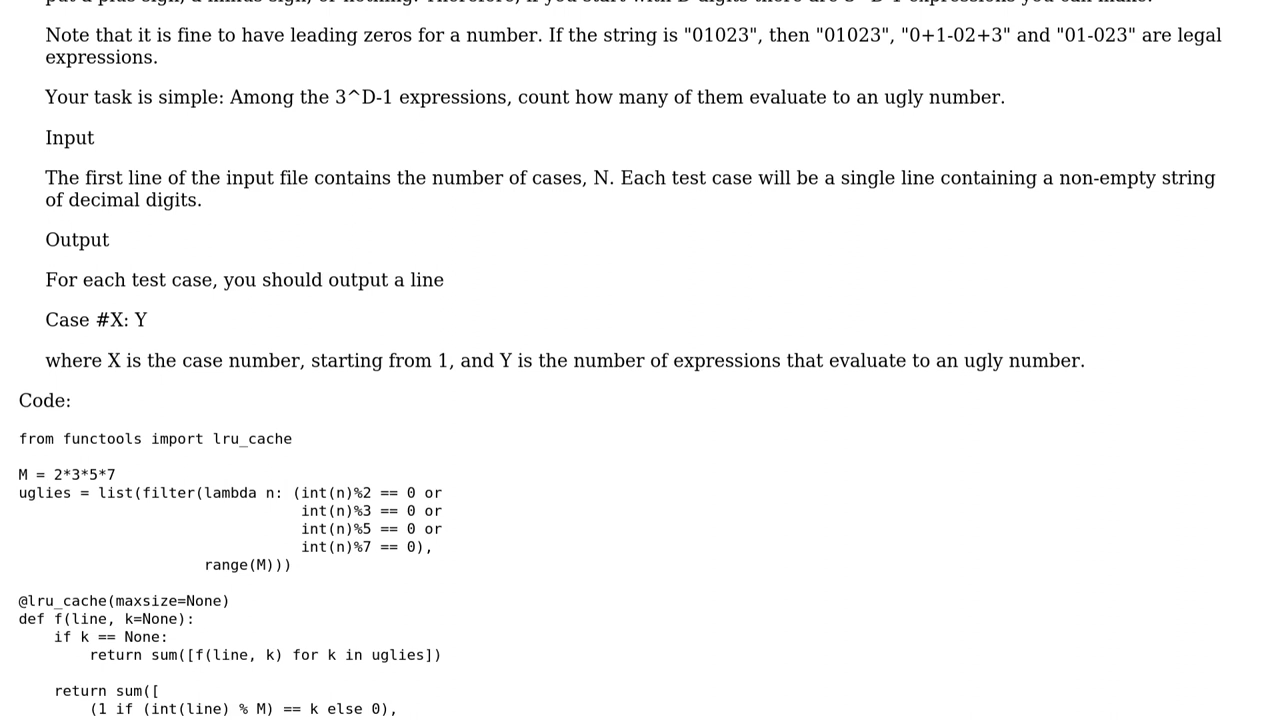 Note that it is fine to have leading zeros for a number. If the string is "01023", then "01023", "0+1-02+3" and "01-023" are legal
expressions.
Your task is simple: Among the 3^D-1 expressions, count how many of them evaluate to an ugly number.
Input
The first line of the input file contains the number of cases, N. Each test case will be a single line containing a non-empty string
of decimal digits.
Output
For each test case, you should output a line
Case #X: Y
where X is the case number, starting from 1, and Y is the number of expressions that evaluate to an ugly number.
Code:
from functools import lru_cache
M = 2*3*5*7
uglies = list(filter(lambda n: (int(n)%2 == 0 or
int(n)%3 == 0 or
int(n)%5 == 0 or
int(n)%7 == 0),
range(M)))
@lru_cache(maxsize=None)
def f(line, k=None):
if k == None:
return sum([f(line, k) for k in uglies])
return sum([
(1 if (int(line) % M) == k else 0),